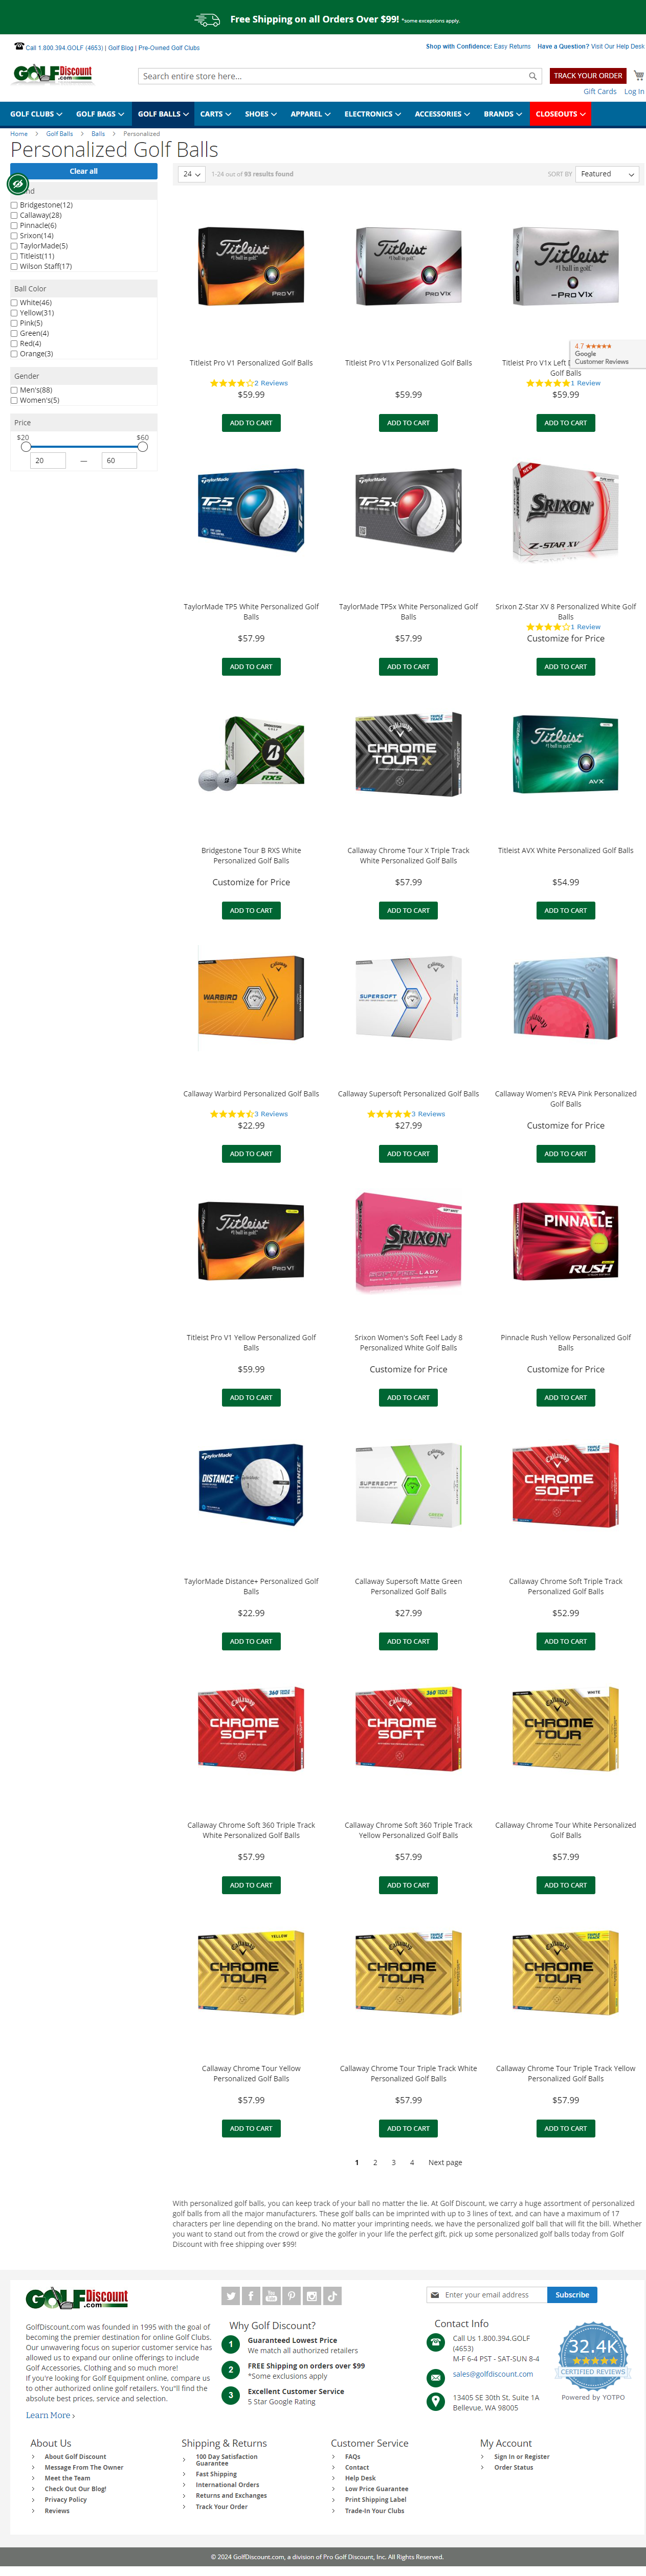 Free Shipping on all Orders Over $99! *some exceptions apply.
Call 1.800.394.GOLF (4653) | Golf Blog | Pre-Owned Golf Clubs
Shop with Confidence: Easy Returns Have a Question? Visit Our Help Desk
GOLF Discount .com
Search entire store here...
TRACK YOUR ORDER
Gift Cards Log In
GOLF CLUBS GOLF BAGS GOLF BALLS CARTS SHOES APPAREL ELECTRONICS ACCESSORIES BRANDS CLOSEOUTS
Home > Golf Balls > Balls > Personalized
Personalized Golf Balls
Clear all
24
1-24 out of 93 results found
SORT BY Featured
Bridgestone(12)
Callaway(28)
Pinnacle(6)
Srixon(14)
TaylorMade(5)
Titleist(11)
Wilson Staff(17)
Ball Color
White(46)
Yellow(31)
Pink(5)
Green(4)
Red(4)
Orange(3)
Gender
Men's(88)
Women's(5)
Price
$20 $60
20 — 60
4.7
Google
Customer Reviews
Titleist Pro V1 Personalized Golf Balls
2 Reviews
$59.99
ADD TO CART
Titleist Pro V1x Personalized Golf Balls
$59.99
ADD TO CART
Titleist Pro V1x Left
Golf Balls
1 Review
$59.99
ADD TO CART
TaylorMade TP5 White Personalized Golf
Balls
$57.99
ADD TO CART
TaylorMade TP5x White Personalized Golf
Balls
$57.99
ADD TO CART
Srixon Z-Star XV 8 Personalized White Golf
Balls
1 Review
Customize for Price
ADD TO CART
Bridgestone Tour B RXS White
Personalized Golf Balls
Customize for Price
ADD TO CART
Callaway Chrome Tour X Triple Track
White Personalized Golf Balls
$57.99
ADD TO CART
Titleist AVX White Personalized Golf Balls
$54.99
ADD TO CART
Callaway Warbird Personalized Golf Balls
3 Reviews
$22.99
ADD TO CART
Callaway Supersoft Personalized Golf Balls
3 Reviews
$27.99
ADD TO CART
Callaway Women's REVA Pink Personalized
Golf Balls
Customize for Price
ADD TO CART
Titleist Pro V1 Yellow Personalized Golf
Balls
$59.99
ADD TO CART
Srixon Women's Soft Feel Lady 8
Personalized White Golf Balls
Customize for Price
ADD TO CART
Pinnacle Rush Yellow Personalized Golf
Balls
Customize for Price
ADD TO CART
TaylorMade Distance+ Personalized Golf
Balls
$22.99
ADD TO CART
Callaway Supersoft Matte Green
Personalized Golf Balls
$27.99
ADD TO CART
Callaway Chrome Soft Triple Track
Personalized Golf Balls
$52.99
ADD TO CART
Callaway Chrome Soft 360 Triple Track
White Personalized Golf Balls
$57.99
ADD TO CART
Callaway Chrome Soft 360 Triple Track
Yellow Personalized Golf Balls
$57.99
ADD TO CART
Callaway Chrome Tour White Personalized
Golf Balls
$57.99
ADD TO CART
Callaway Chrome Tour Yellow
Personalized Golf Balls
$57.99
ADD TO CART
Callaway Chrome Tour Triple Track White
Personalized Golf Balls
$57.99
ADD TO CART
Callaway Chrome Tour Triple Track Yellow
Personalized Golf Balls
$57.99
ADD TO CART
1 2 3 4 Next page
With personalized golf balls, you can keep track of your ball no matter the lie. At Golf Discount, we carry a huge assortment of personalized
golf balls from all the major manufacturers. These golf balls can be imprinted with up to 3 lines of text, and can have a maximum of 17
characters per line depending on the brand. No matter your imprinting needs, we have the personalized golf ball that will fit the bill. Whether
you want to stand out from the crowd or give the golfer in your life the perfect gift, pick up some personalized golf balls today from Golf
Discount with free shipping over $99!
GOLF Discount .com
GolfDiscount.com was founded in 1995 with the goal of
becoming the premier destination for online Golf Clubs.
Our unwavering focus on superior customer service has
allowed us to expand our online offerings to include
Golf Accessories, Clothing and so much more!
If you're looking for Golf Equipment online, compare us
to other authorized online golf retailers. You"ll find the
absolute best prices, service and selection.
Learn More ›
Why Golf Discount?
1 Guaranteed Lowest Price
We match all authorized retailers
2 FREE Shipping on orders over $99
*Some exclusions apply
3 Excellent Customer Service
5 Star Google Rating
Enter your email address Subscribe
Contact Info
Call Us 1.800.394.GOLF
(4653)
M-F 6-4 PST - SAT-SUN 8-4
sales@golfdiscount.com
13405 SE 30th St, Suite 1A
Bellevue, WA 98005
32.4K
CERTIFIED REVIEWS
Powered by YOTPO
About Us
About Golf Discount
Message From The Owner
Meet the Team
Check Out Our Blog!
Privacy Policy
Reviews
Shipping & Returns
100 Day Satisfaction
Guarantee
Fast Shipping
International Orders
Returns and Exchanges
Track Your Order
Customer Service
FAQs
Contact
Help Desk
Low Price Guarantee
Print Shipping Label
Trade-In Your Clubs
My Account
Sign In or Register
Order Status
© 2024 GolfDiscount.com, a division of Pro Golf Discount, Inc. All Rights Reserved.